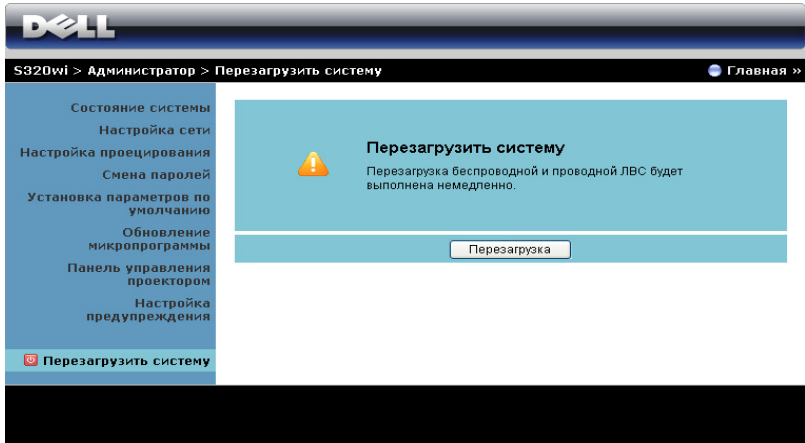 DELL
S320wi > Администратор > Перезагрузить систему
Главная »
Состояние системы
Настройка сети
Настройка проецирования
Смена паролей
Установка параметров по
умолчанию
Обновление
микропрограммы
Панель управления
проектором
Настройка
предупреждения
Перезагрузить систему
Перезагрузить систему
Перезагрузка беспроводной и проводной ЛВС будет
выполнена немедленно.
Перезагрузка